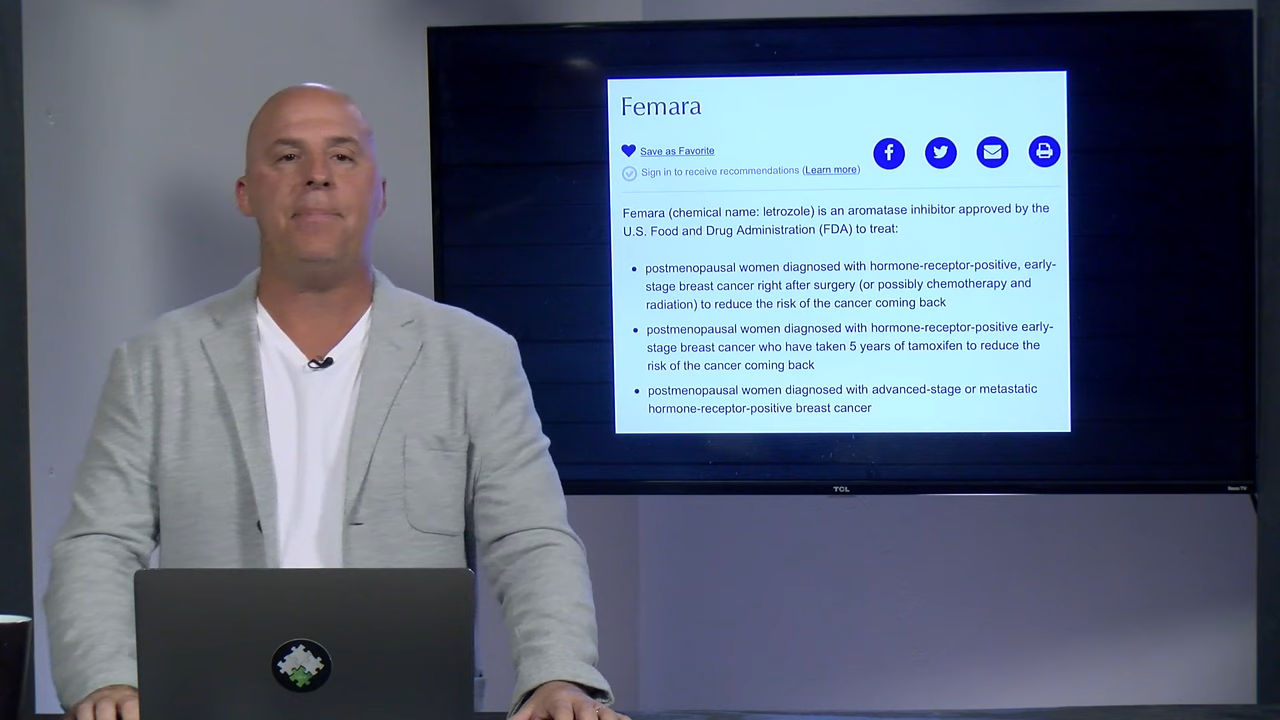 Femara
Save as Favorite
Sign in to receive recommendations (Learn more)
Femara (chemical name: letrozole) is an aromatase inhibitor approved by the
U.S. Food and Drug Administration (FDA) to treat:
• postmenopausal women diagnosed with hormone-receptor-positive, early-
stage breast cancer right after surgery (or possibly chemotherapy and
radiation) to reduce the risk of the cancer coming back
• postmenopausal women diagnosed with hormone-receptor-positive early-
stage breast cancer who have taken 5 years of tamoxifen to reduce the
risk of the cancer coming back
• postmenopausal women diagnosed with advanced-stage or metastatic
hormone-receptor-positive breast cancer
TCL
Roku TV